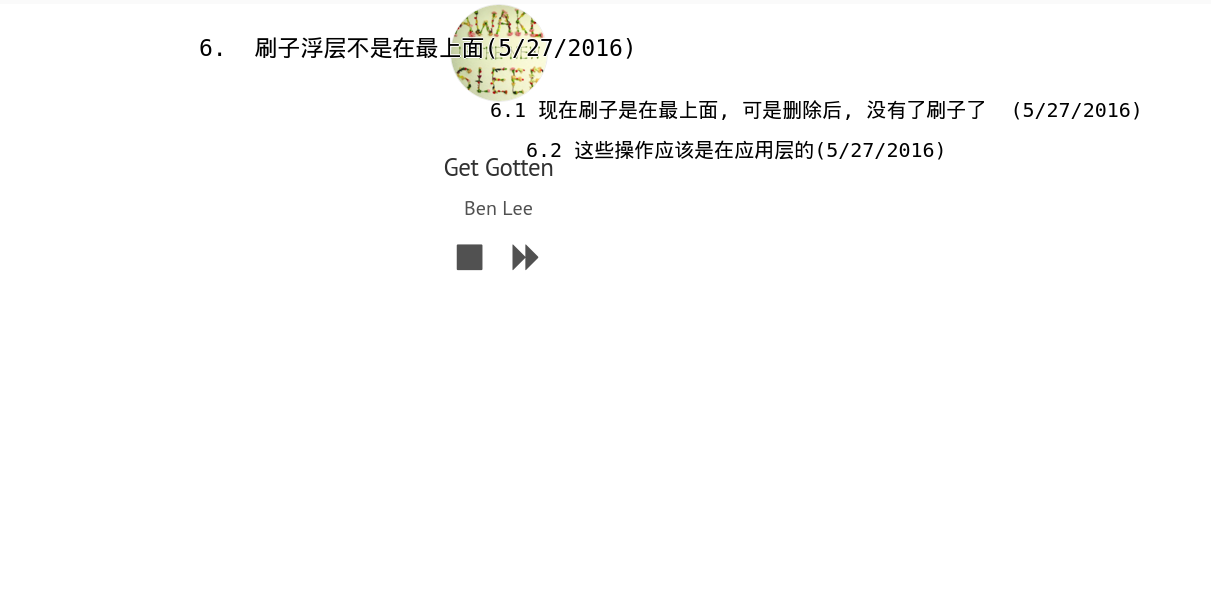 AWAKE
6.  刷子浮层不是在最上面(5/27/2016)
SLEEP
6.1 现在刷子是在最上面, 可是删除后, 没有了刷子了  (5/27/2016)
6.2 这些操作应该是在应用层的(5/27/2016)
Get Gotten
Ben Lee